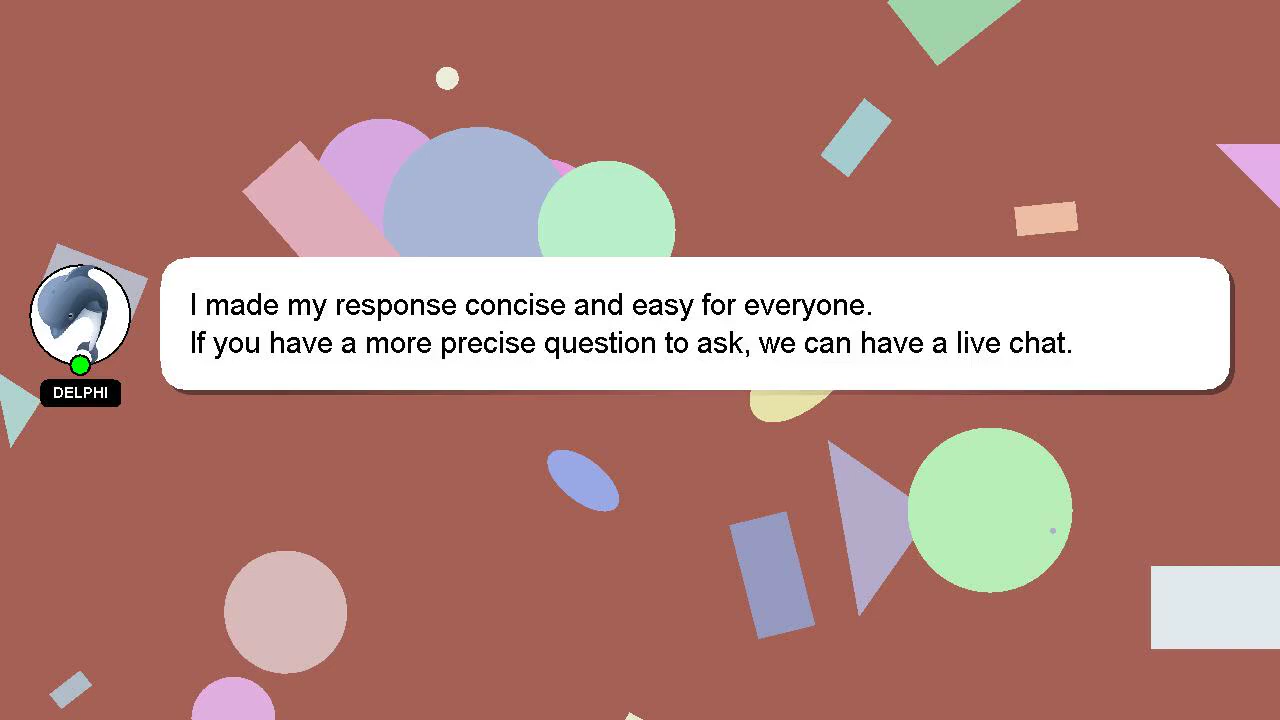 I made my response concise and easy for everyone.
If you have a more precise question to ask, we can have a live chat.
DELPHI